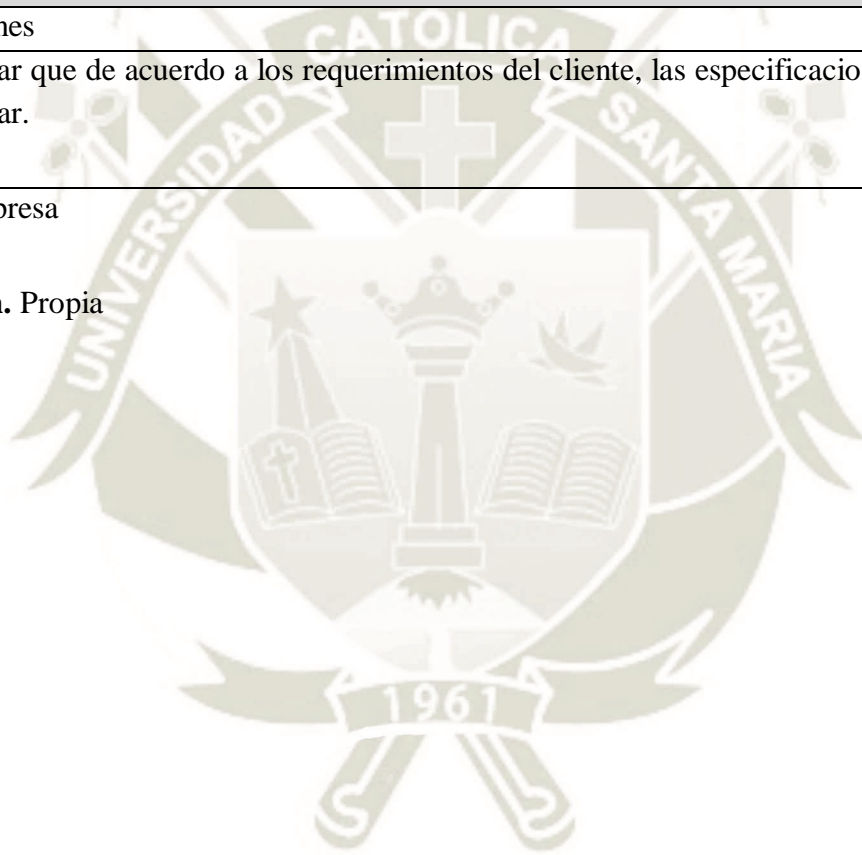 nes
ar que de acuerdo a los requerimientos del cliente, las especificacio
ar.
presa
. Propia
UNIVERSIDAD CATOLICA SANTA MARIA
1961